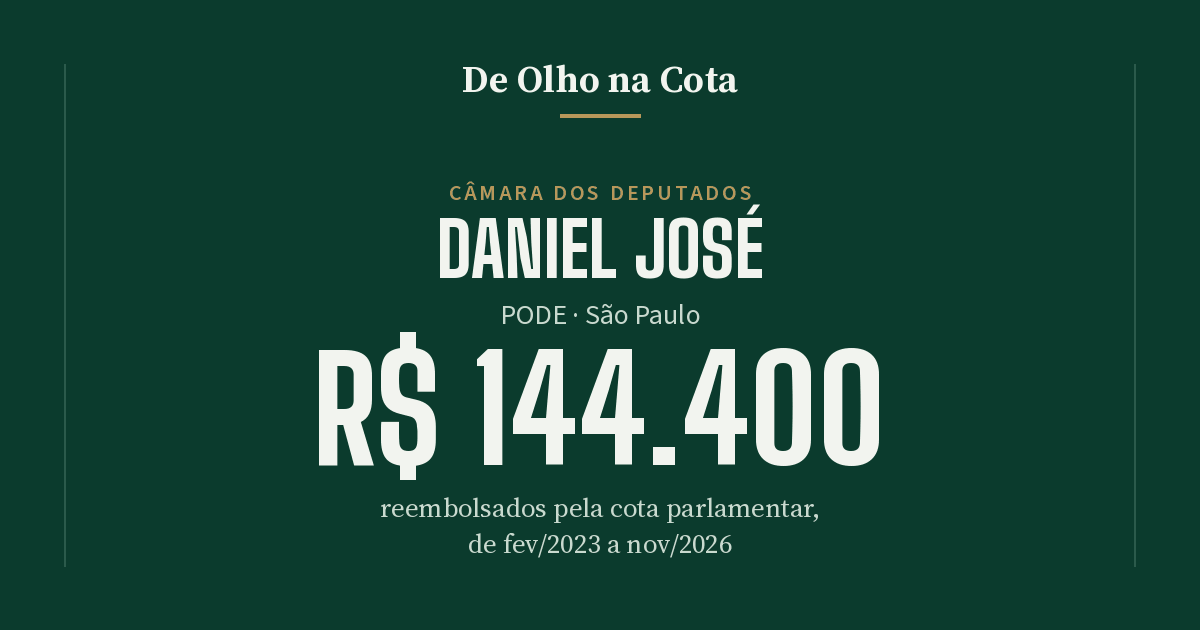 De Olho na Cota
CÂMARA DOS DEPUTADOS
DANIEL JOSÉ
PODE · São Paulo
R$ 144.400
reembolsados pela cota parlamentar,
de fev/2023 a nov/2026